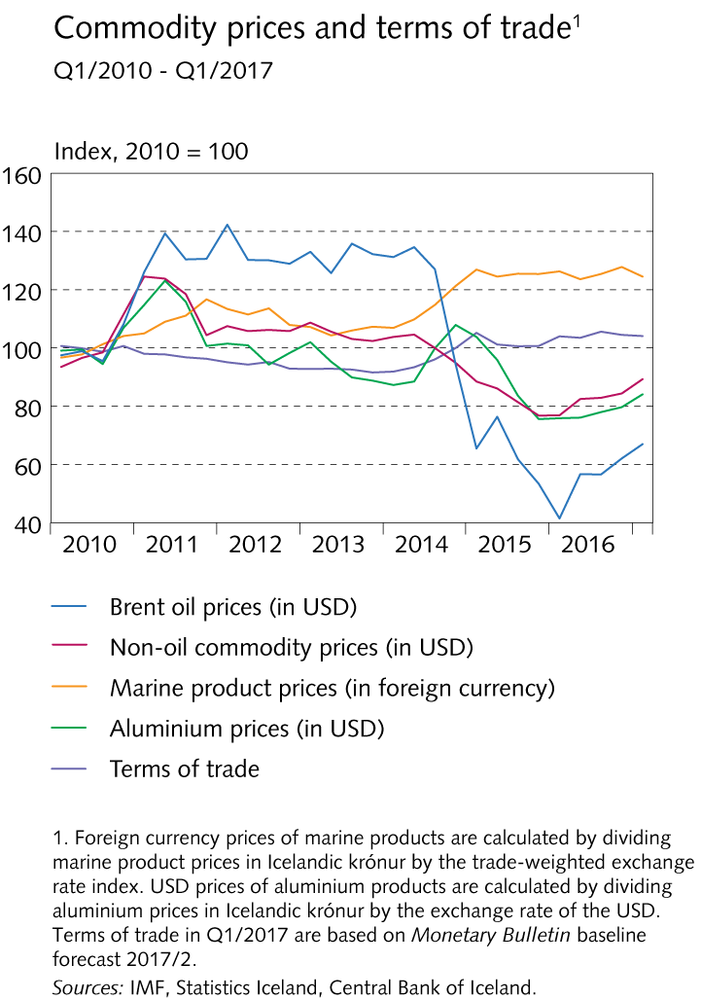 Commodity prices and terms of trade¹
Q1/2010 - Q1/2017
Index, 2010 = 100
160
140
120
100
80
60
40
2010 2011 2012 2013 2014 2015 2016
Brent oil prices (in USD)
Non-oil commodity prices (in USD)
Marine product prices (in foreign currency)
Aluminium prices (in USD)
Terms of trade
1. Foreign currency prices of marine products are calculated by dividing
marine product prices in Icelandic krónur by the trade-weighted exchange
rate index. USD prices of aluminium products are calculated by dividing
aluminium prices in Icelandic krónur by the exchange rate of the USD.
Terms of trade in Q1/2017 are based on Monetary Bulletin baseline
forecast 2017/2.
Sources: IMF, Statistics Iceland, Central Bank of Iceland.